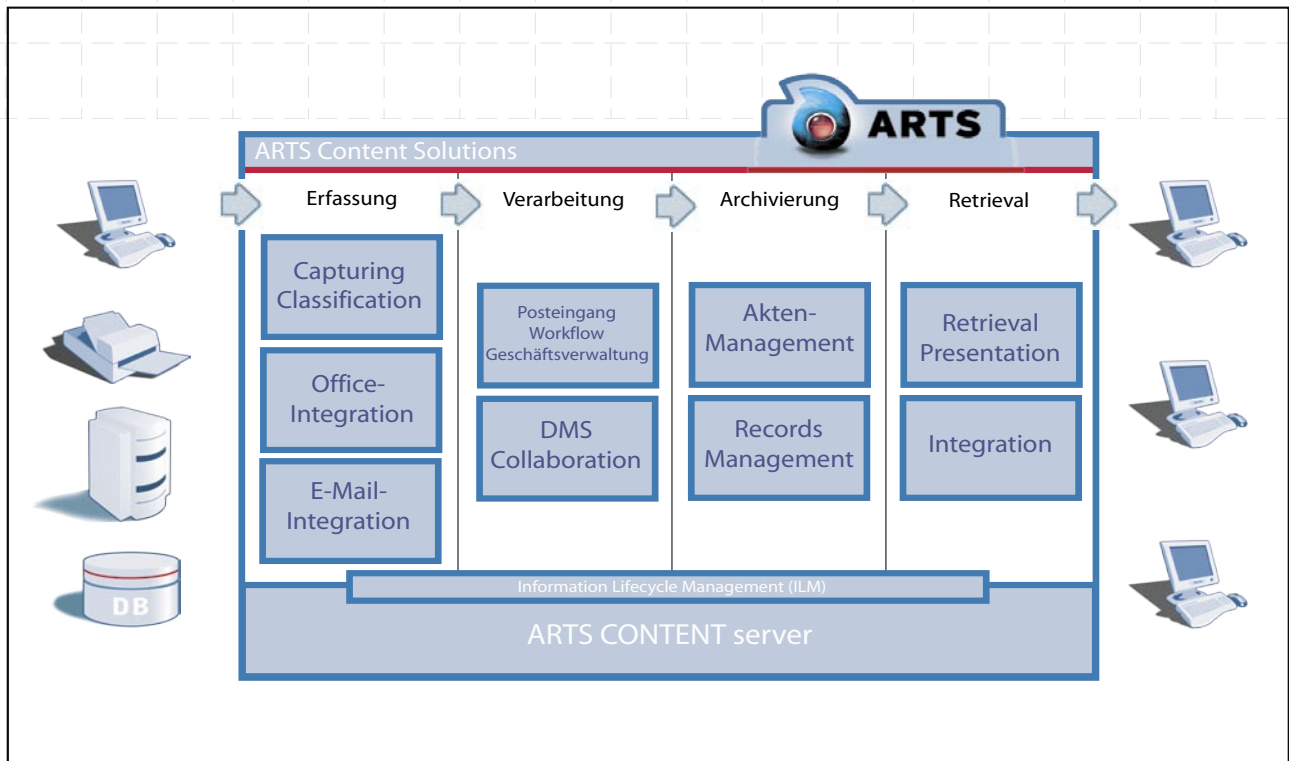 ARTS
ARTS Content Solutions
Erfassung
Verarbeitung
Archivierung
Retrieval
Capturing
Classification
Office-
Integration
E-Mail-
Integration
Posteingang
Workflow
Geschäftsverwaltung
DMS
Collaboration
Akten-
Management
Records
Management
Retrieval
Presentation
Integration
DB
Information Lifecycle Management (ILM)
ARTS CONTENT server